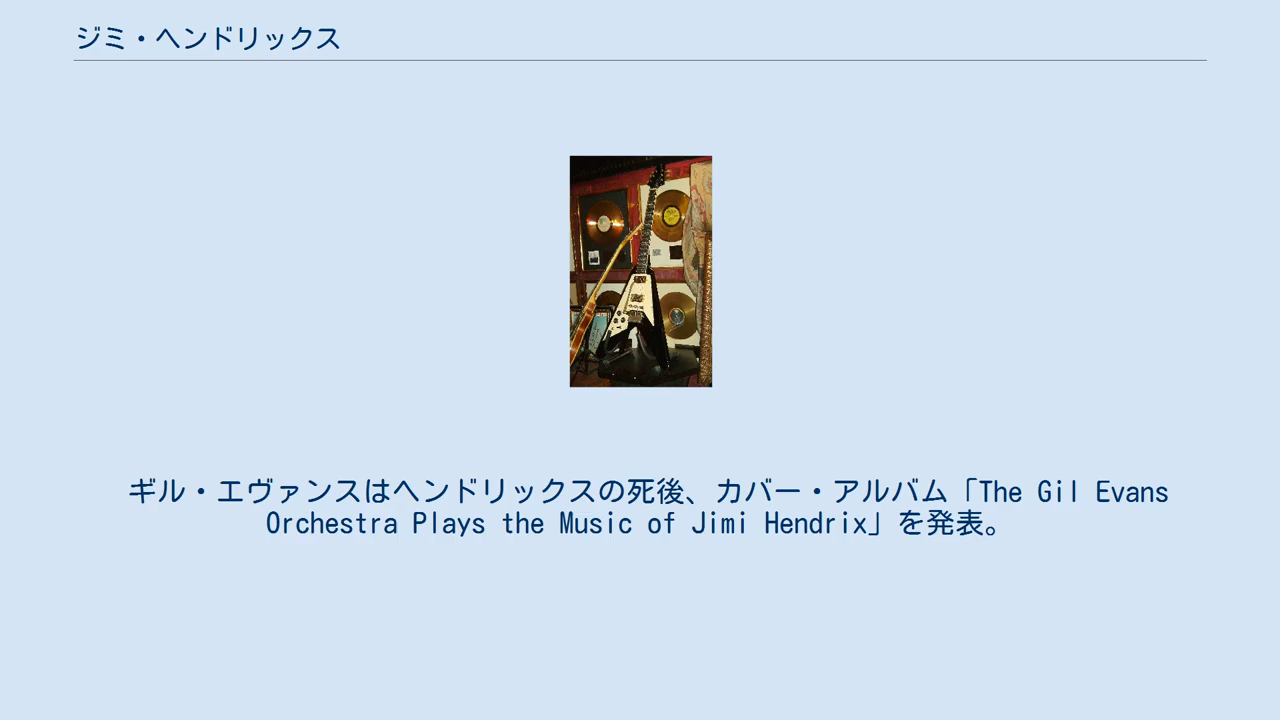 ジミ・ヘンドリックス
ギル・エヴァンスはヘンドリックスの死後、カバー・アルバム「The Gil Evans
Orchestra Plays the Music of Jimi Hendrix」を発表。